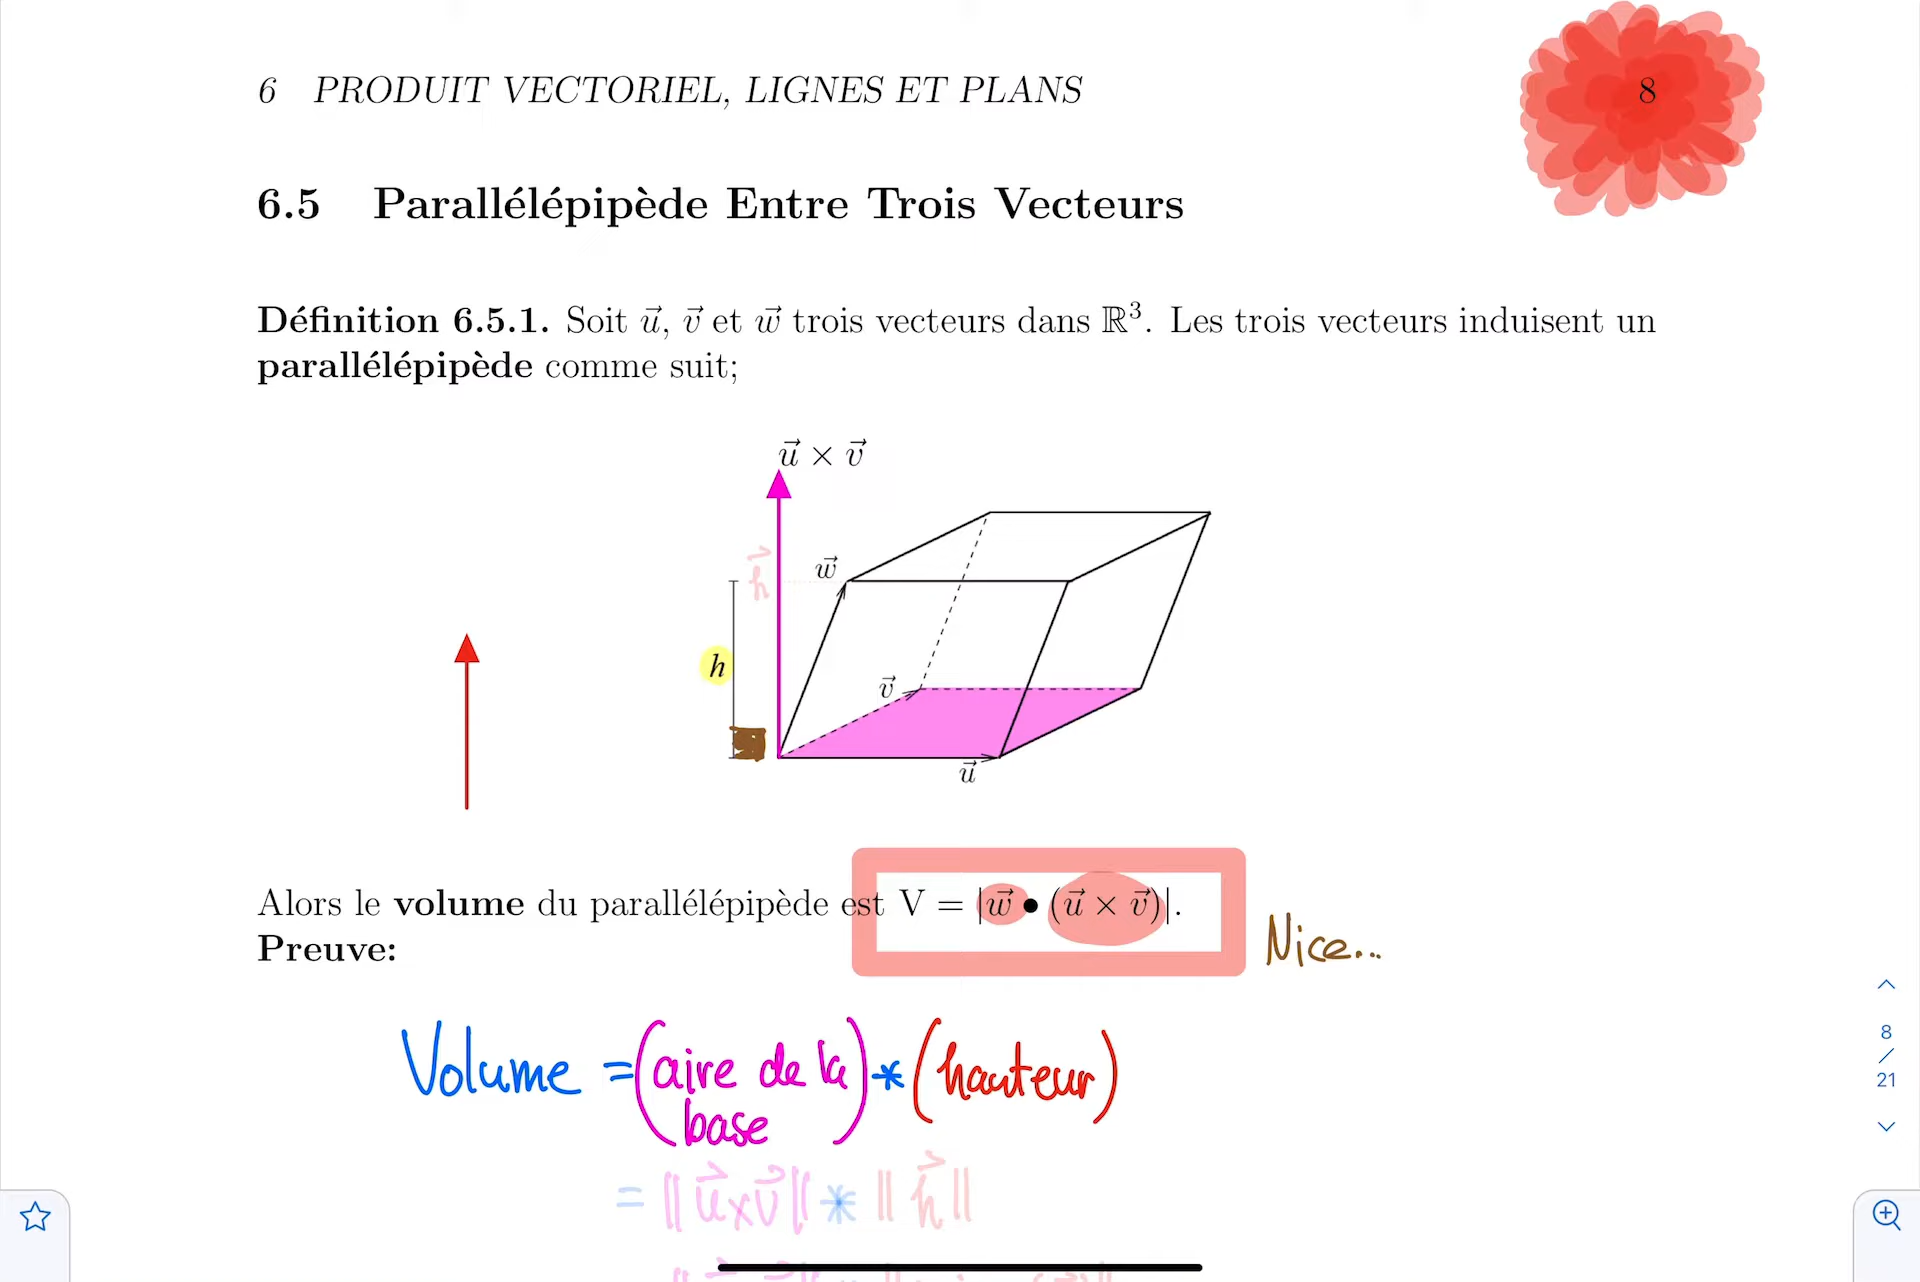 6 PRODUIT VECTORIEL, LIGNES ET PLANS 8
6.5 Parallélépipède Entre Trois Vecteurs
Définition 6.5.1. Soit u⃗, v⃗ et w⃗ trois vecteurs dans ℝ³. Les trois vecteurs induisent un
parallélépipède comme suit;
u⃗ × v⃗
h⃗
w⃗
h
v⃗
u⃗
Alors le volume du parallélépipède est V = |w⃗ • (u⃗ × v⃗)|.
Nice...
Preuve:
Volume = (aire de la base) * (hauteur)
= ‖u⃗ x v⃗‖ * ‖h⃗‖
8
/
21